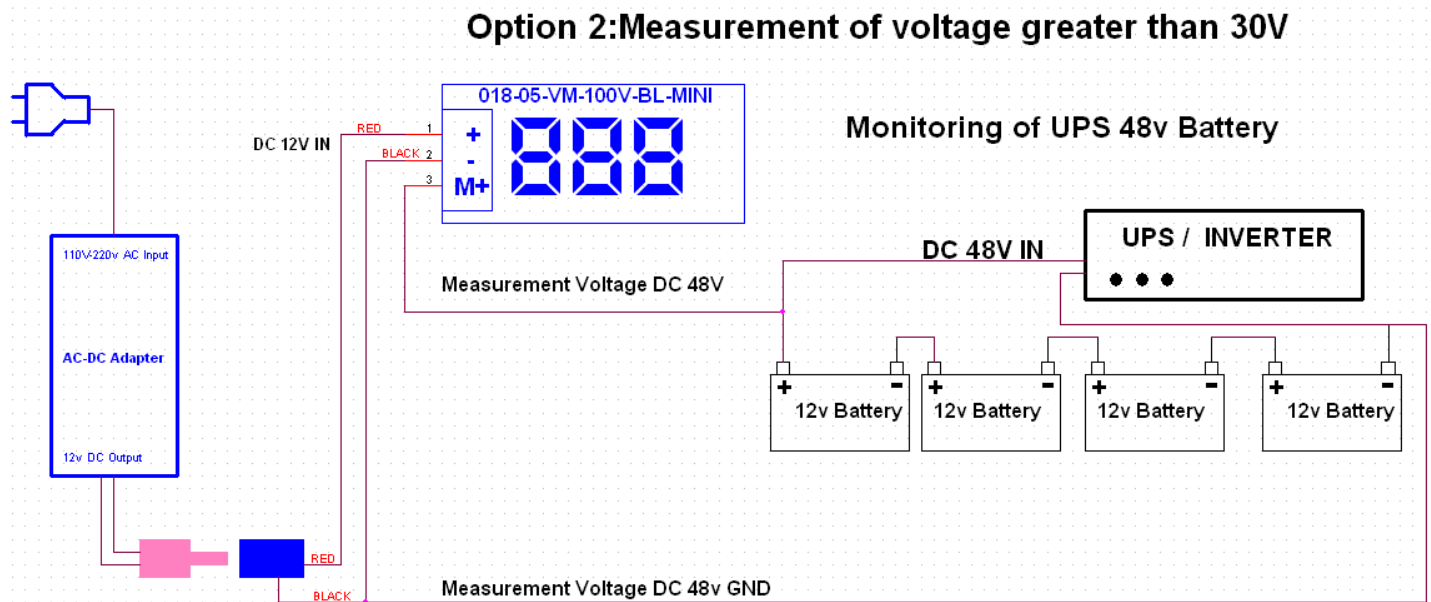 Option 2:Measurement of voltage greater than 30V
018-05-VM-100V-BL-MINI
RED 1 +
BLACK 2 -
3 M+
888
DC 12V IN
Monitoring of UPS 48v Battery
UPS / INVERTER
DC 48V IN
110V-220v AC Input
AC-DC Adapter
12v DC Output
Measurement Voltage DC 48V
+ -
12v Battery
+ -
12v Battery
+ -
12v Battery
+ -
12v Battery
RED
BLACK
Measurement Voltage DC 48v GND